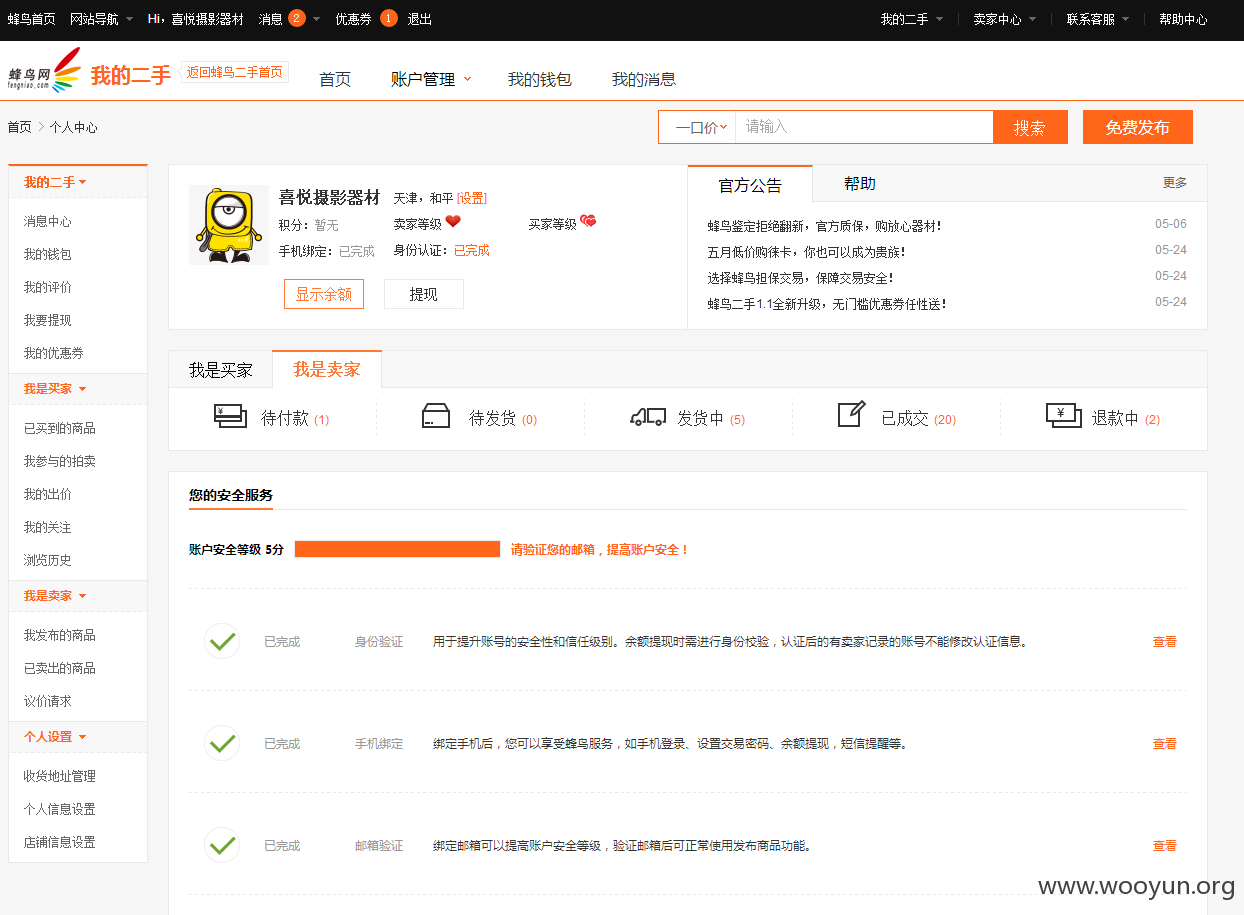 蜂鸟首页 网站导航 Hi，喜悦摄影器材 消息 2 优惠券 1 退出 我的二手 卖家中心 联系客服 帮助中心
蜂鸟网 fengniao.com 我的二手 返回蜂鸟二手首页 首页 账户管理 我的钱包 我的消息
首页 > 个人中心 一口价 请输入 搜索 免费发布
我的二手
消息中心
我的钱包
我的评价
我要提现
我的优惠券
我是买家
已买到的商品
我参与的拍卖
我的出价
我的关注
浏览历史
我是卖家
我发布的商品
已卖出的商品
议价请求
个人设置
收货地址管理
个人信息设置
店铺信息设置
喜悦摄影器材 天津，和平 [设置]
积分：暂无 卖家等级 买家等级
手机绑定：已完成 身份认证：已完成
显示余额 提现
官方公告 帮助 更多
蜂鸟鉴定拒绝翻新，官方质保，购放心器材！ 05-06
五月低价购徕卡，你也可以成为贵族！ 05-24
选择蜂鸟担保交易，保障交易安全！ 05-24
蜂鸟二手1.1全新升级，无门槛优惠券任性送！ 05-24
我是买家 我是卖家
待付款 (1) 待发货 (0) 发货中 (5) 已成交 (20) 退款中 (2)
您的安全服务
账户安全等级 5分 请验证您的邮箱，提高账户安全！
已完成 身份验证 用于提升账号的安全性和信任级别。余额提现时需进行身份校验，认证后的有卖家记录的账号不能修改认证信息。 查看
已完成 手机绑定 绑定手机后，您可以享受蜂鸟服务，如手机登录、设置交易密码、余额提现，短信提醒等。 查看
已完成 邮箱验证 绑定邮箱可以提高账户安全等级，验证邮箱后可正常使用发布商品功能。 查看
www.wooyun.org